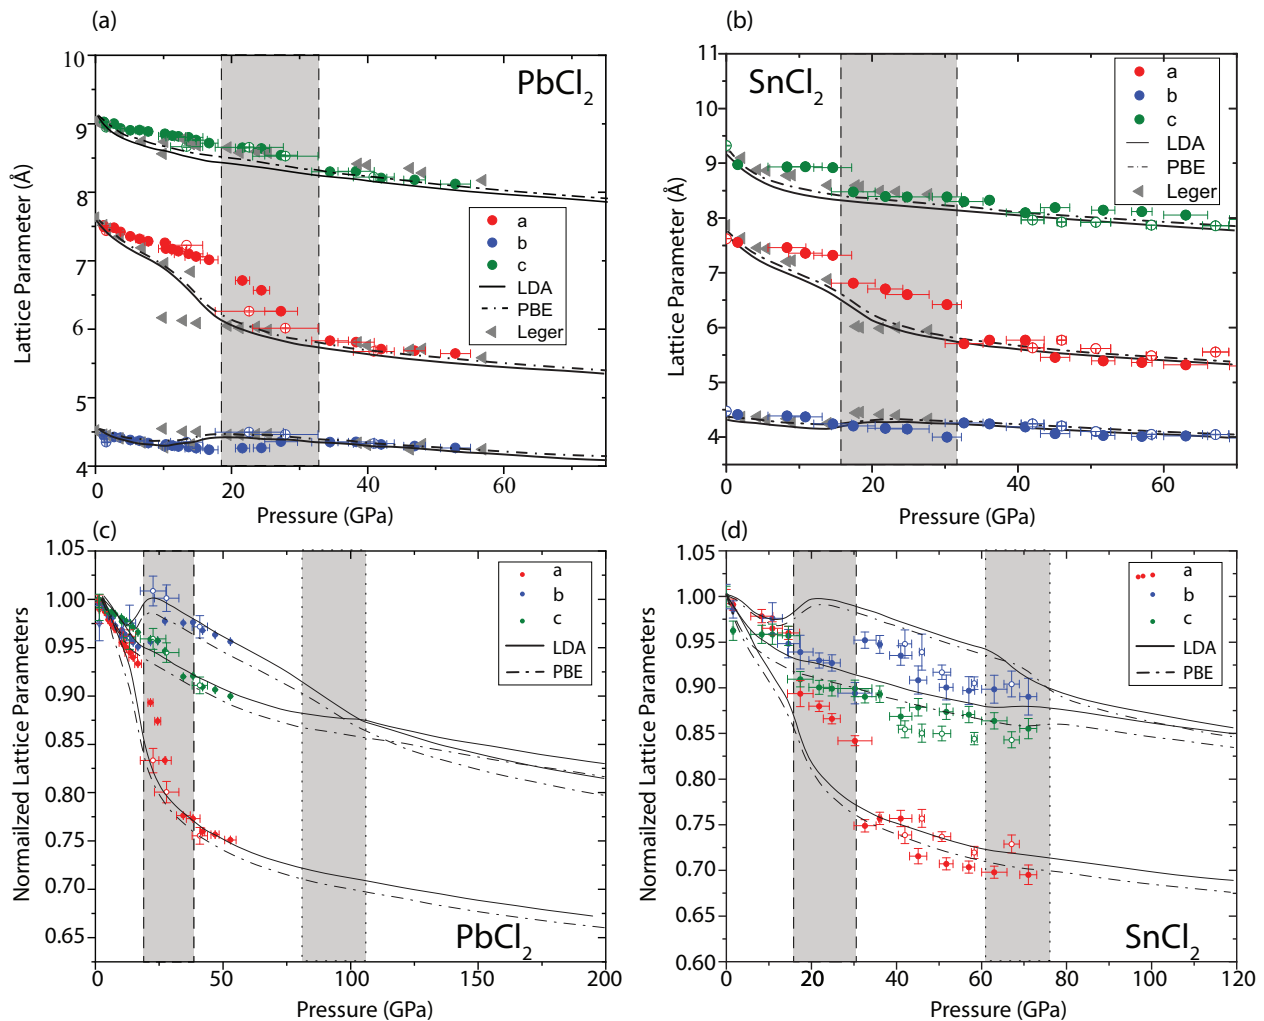 (a)
PbCl2
Lattice Parameter (Å)
10
9
8
7
6
5
4
0
20
40
60
Pressure (GPa)
a
b
c
LDA
PBE
Leger
(b)
SnCl2
Lattice Parameter (Å)
11
10
9
8
7
6
5
4
0
20
40
60
Pressure (GPa)
a
b
c
LDA
PBE
Leger
(c)
PbCl2
Normailzed Lattice Parameters
1.05
1.00
0.95
0.90
0.85
0.80
0.75
0.70
0.65
0
50
100
150
200
Pressure (GPa)
a
b
c
LDA
PBE
(d)
SnCl2
Normailzed Lattice Parameters
1.05
1.00
0.95
0.90
0.85
0.80
0.75
0.70
0.65
0.60
0
20
40
60
80
100
120
Pressure (GPa)
a
b
c
LDA
PBE